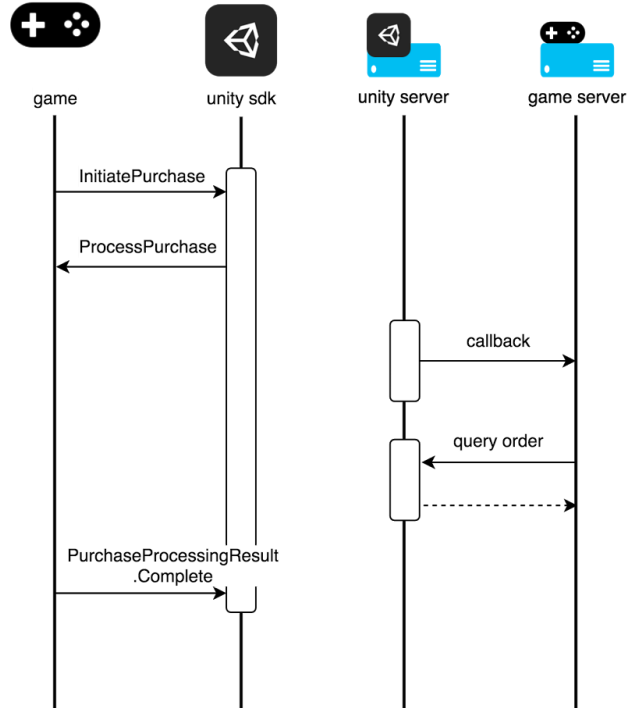 game
unity sdk
unity server
game server
InitiatePurchase
ProcessPurchase
callback
query order
PurchaseProcessingResult
.Complete